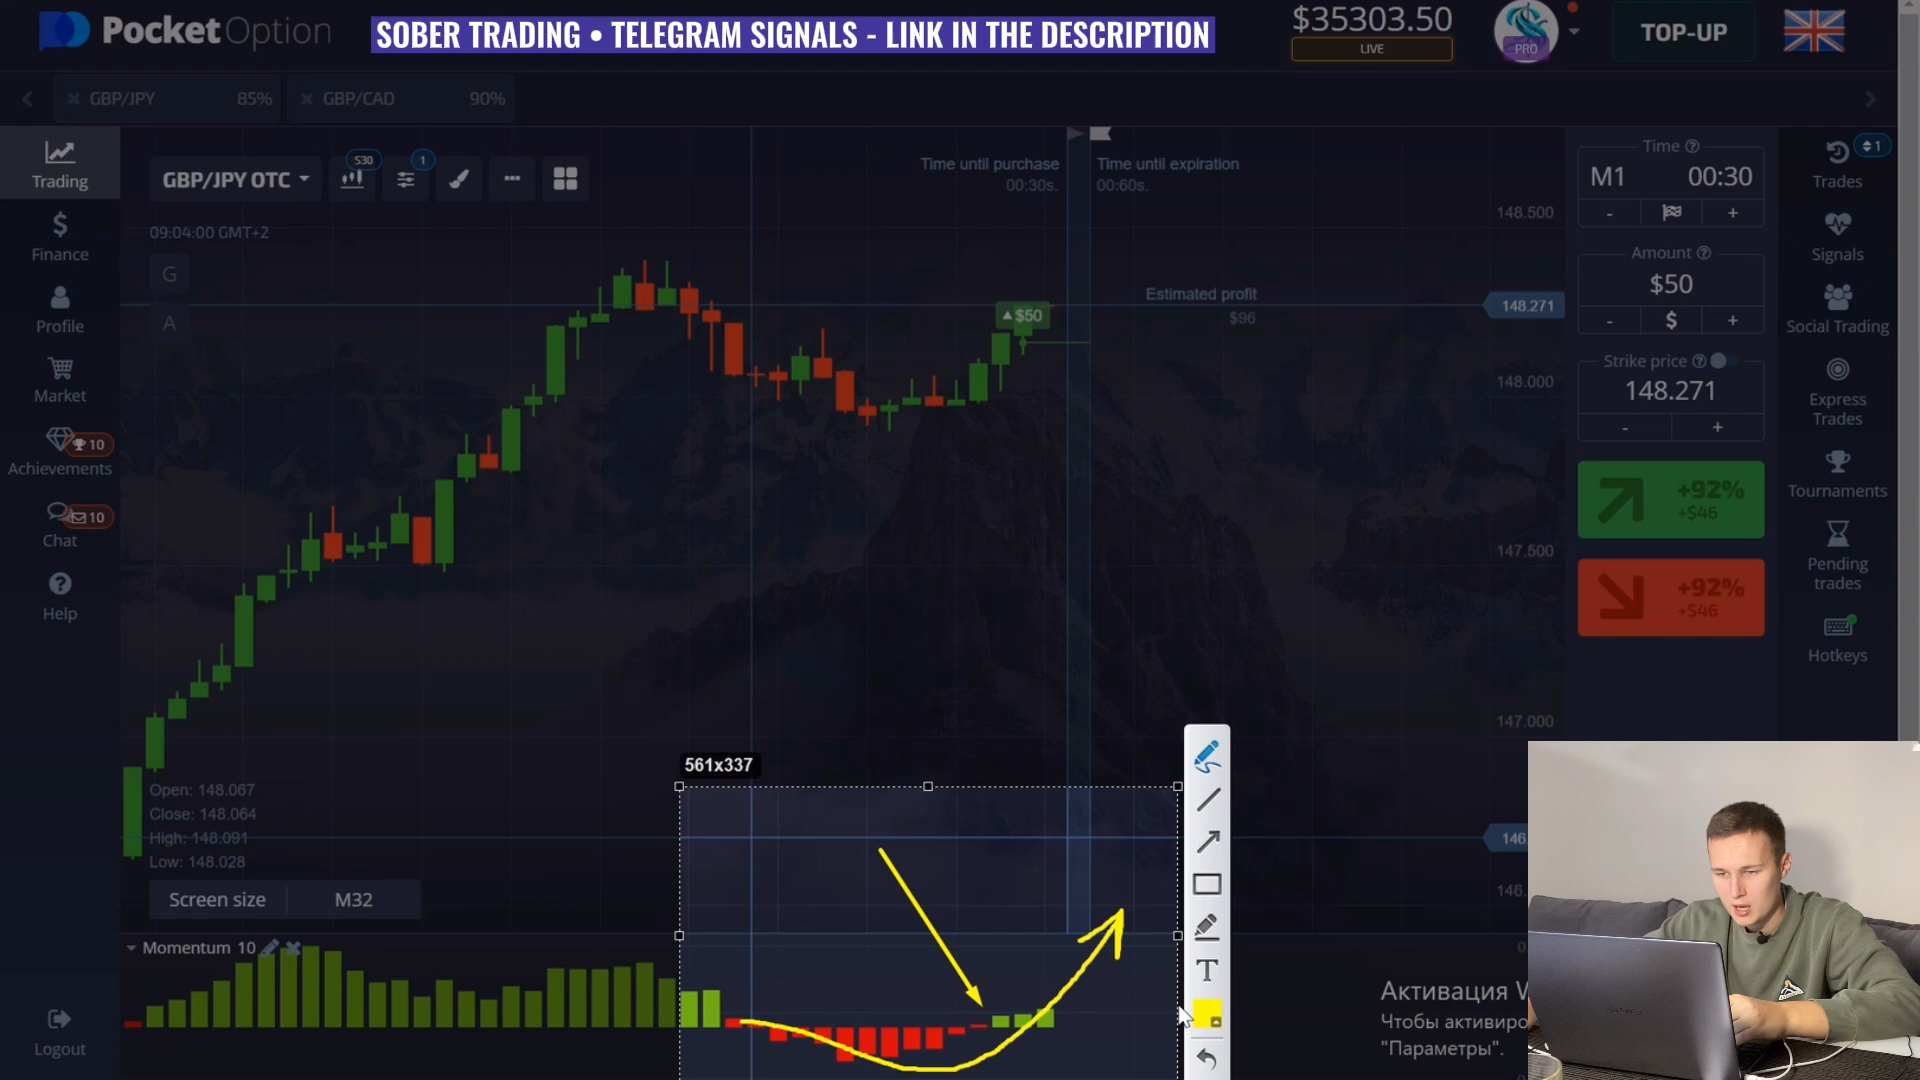 PocketOption
SOBER TRADING • TELEGRAM SIGNALS - LINK IN THE DESCRIPTION
$35303.50
LIVE
PRO
TOP-UP
GBP/JPY 85%
GBP/CAD 90%
Trading
Finance
Profile
Market
10
Achievements
10
Chat
Help
Logout
GBP/JPY OTC
S30
1
09:04:00 GMT+2
G
A
Time until purchase
00:30s.
Time until expiration
00:60s.
148.500
148.271
Estimated profit
$96
$50
148.000
147.500
147.000
146.
146.
0
Open: 148.067
Close: 148.064
High: 148.091
Low: 148.028
Screen size M32
Momentum 10
561x337
T
Time
M1 00:30
- +
Amount
$50
- $ +
Strike price
148.271
- +
+92%
+$46
+92%
+$46
1
Trades
Signals
Social Trading
Express
Trades
Tournaments
Pending
trades
Hotkeys
Активация
Чтобы активиро
"Параметры".